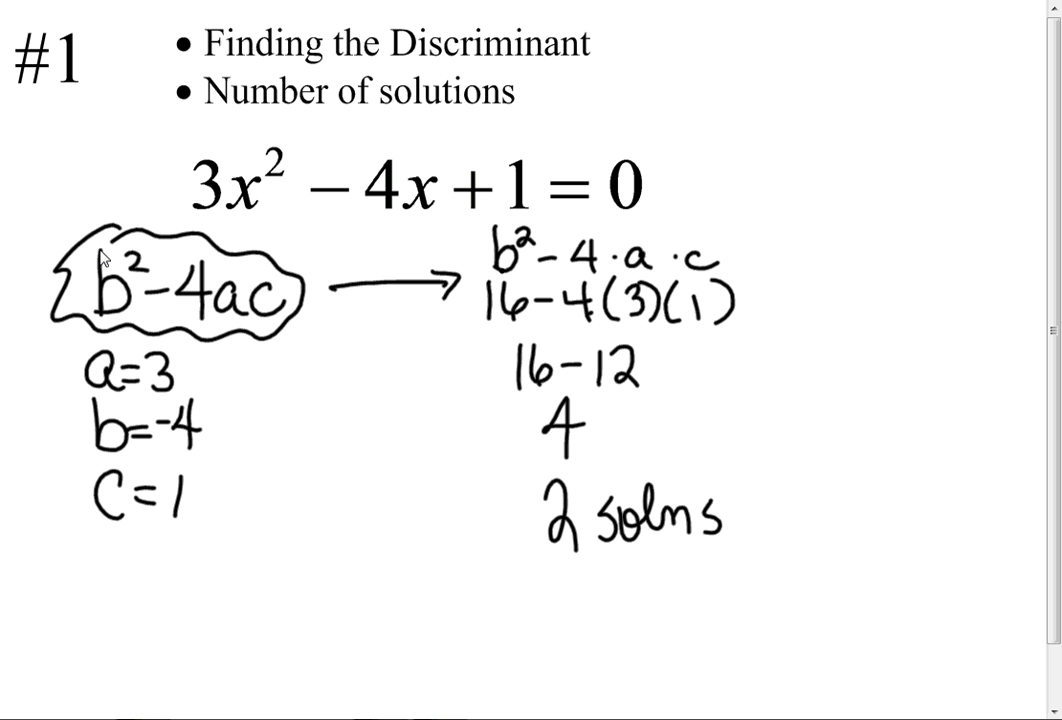 #1
• Finding the Discriminant
• Number of solutions
3x² − 4x + 1 = 0
b²-4ac
a=3
b=-4
c=1
b²-4·a·c
16-4(3)(1)
16-12
4
2 solns